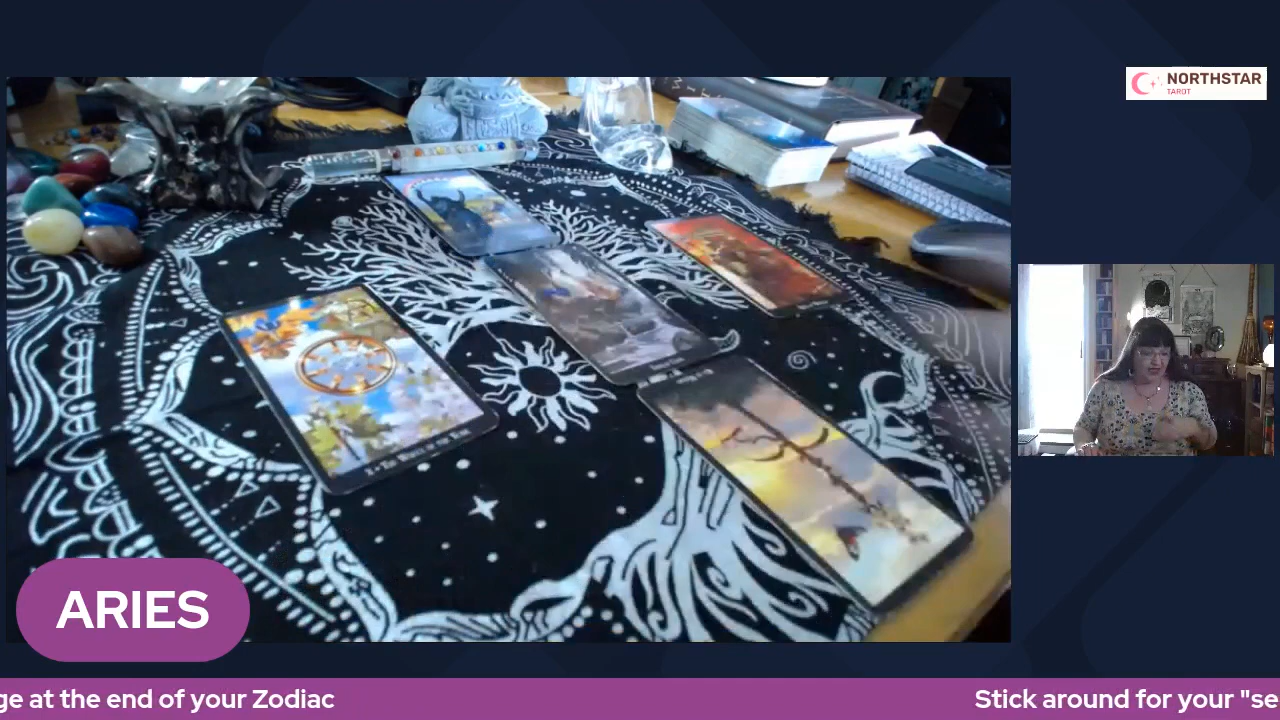 NORTHSTAR
TAROT
ARIES
ge at the end of your Zodiac
Stick around for your "se